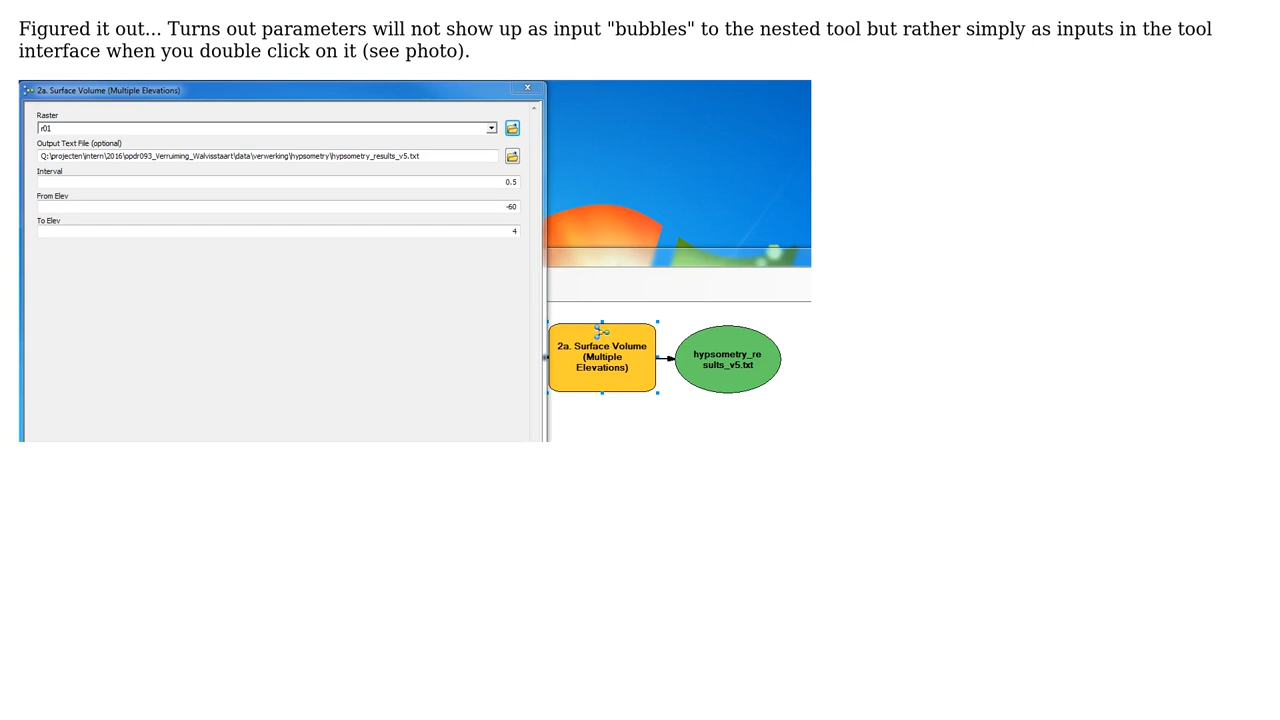 Figured it out... Turns out parameters will not show up as input "bubbles" to the nested tool but rather simply as inputs in the tool
interface when you double click on it (see photo).
2a. Surface Volume (Multiple Elevations)
Raster
r01
Output Text File (optional)
Q:\projecten\intern\2016\ppdr093_Verruiming_Walvisstaart\data\verwerking\hypsometry\hypsometry_results_v5.txt
Interval
0.5
From Elev
-60
To Elev
4
2a. Surface Volume
(Multiple
Elevations)
hypsometry_re
sults_v5.txt